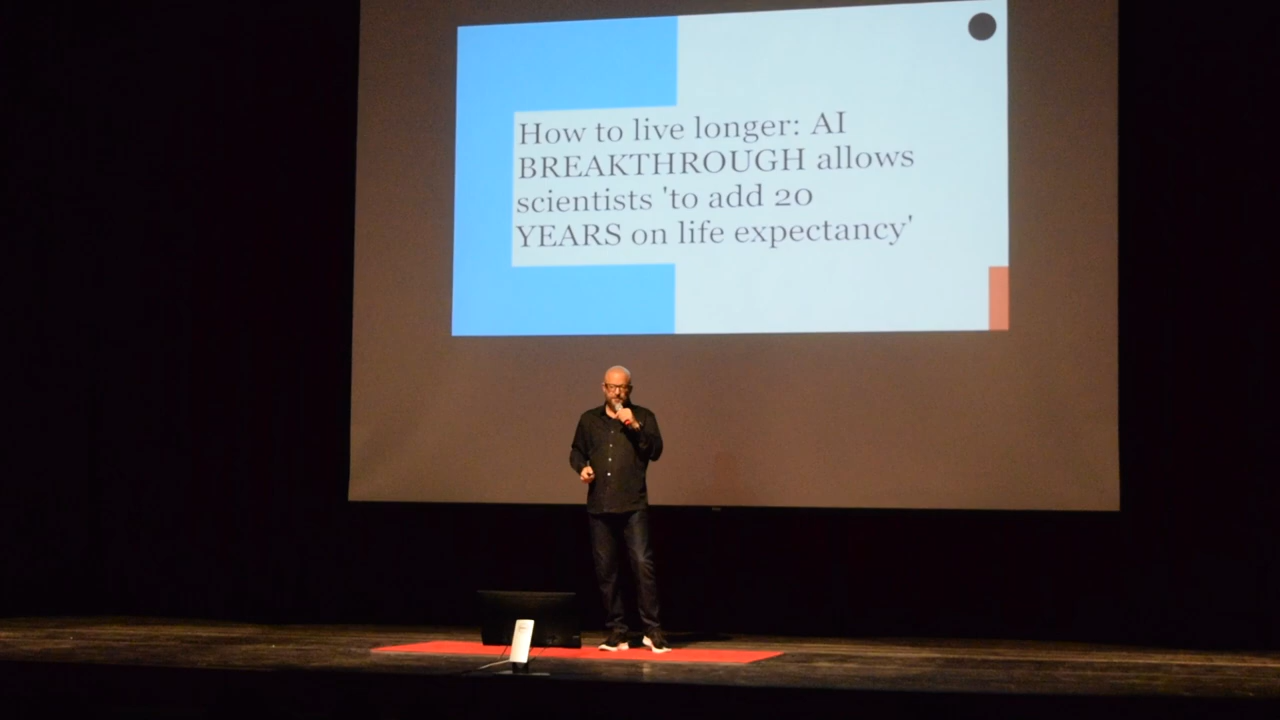 How to live longer: AI
BREAKTHROUGH allows
scientists 'to add 20
YEARS on life expectancy'